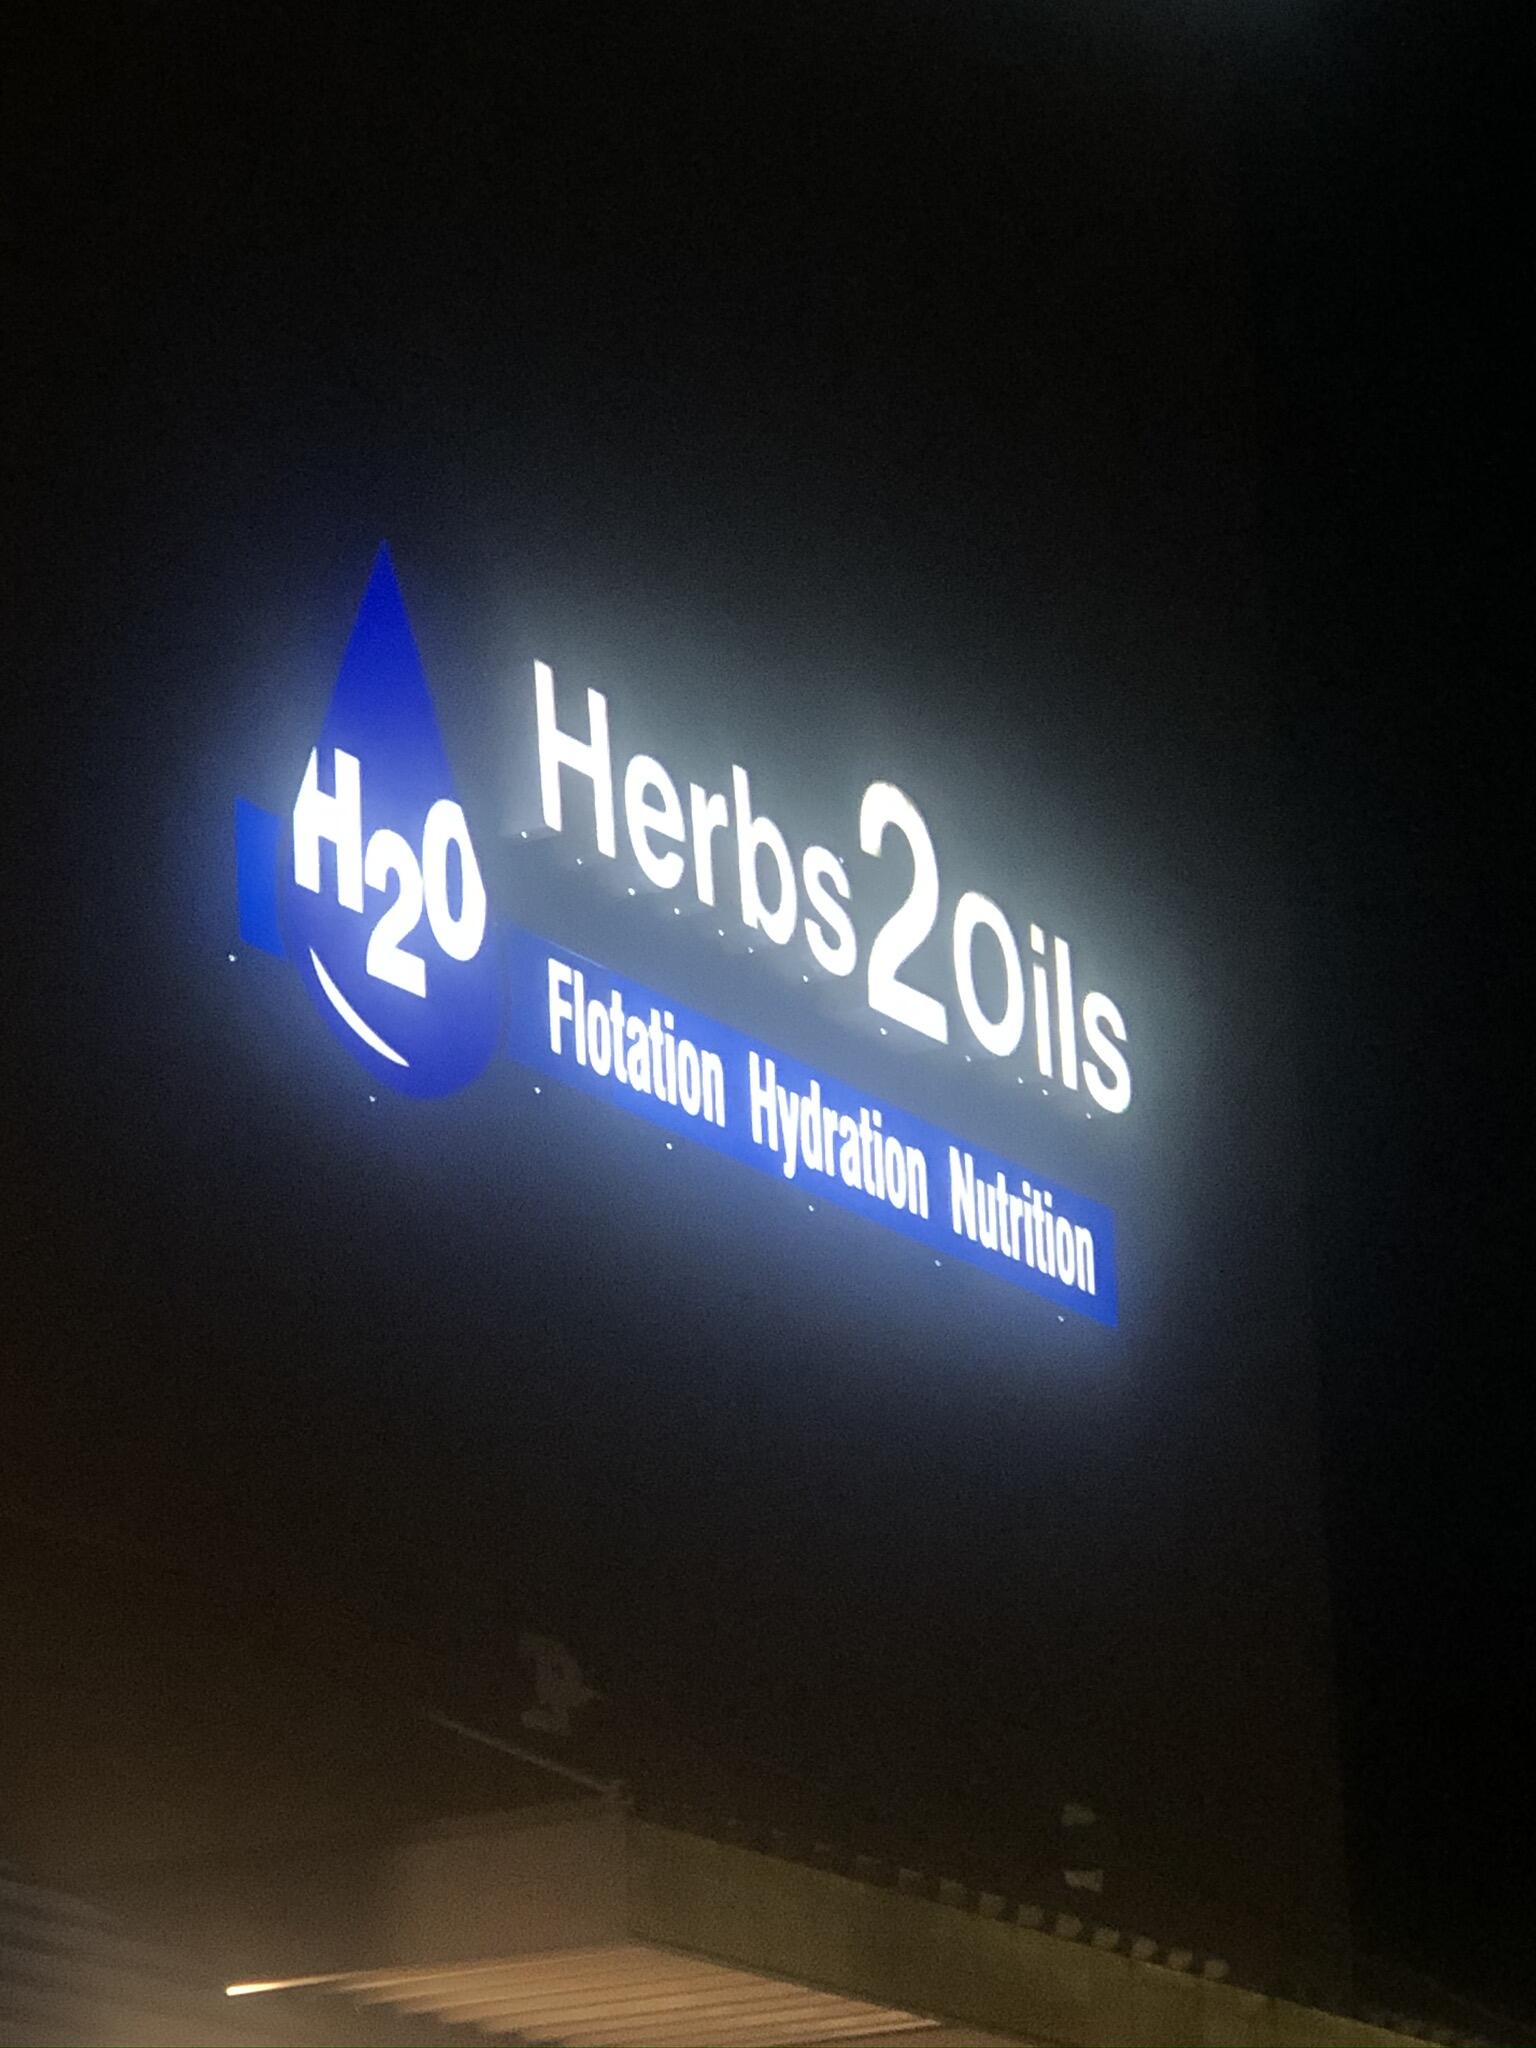 H2O
Herbs2Oils
Flotation Hydration Nutrition